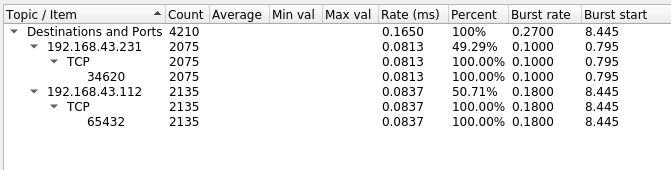 Topic / Item Count Average Min val Max val Rate (ms) Percent Burst rate Burst start
Destinations and Ports 4210 0.1650 100% 0.2700 8.445
192.168.43.231 2075 0.0813 49.29% 0.1000 0.795
TCP 2075 0.0813 100.00% 0.1000 0.795
34620 2075 0.0813 100.00% 0.1000 0.795
192.168.43.112 2135 0.0837 50.71% 0.1800 8.445
TCP 2135 0.0837 100.00% 0.1800 8.445
65432 2135 0.0837 100.00% 0.1800 8.445